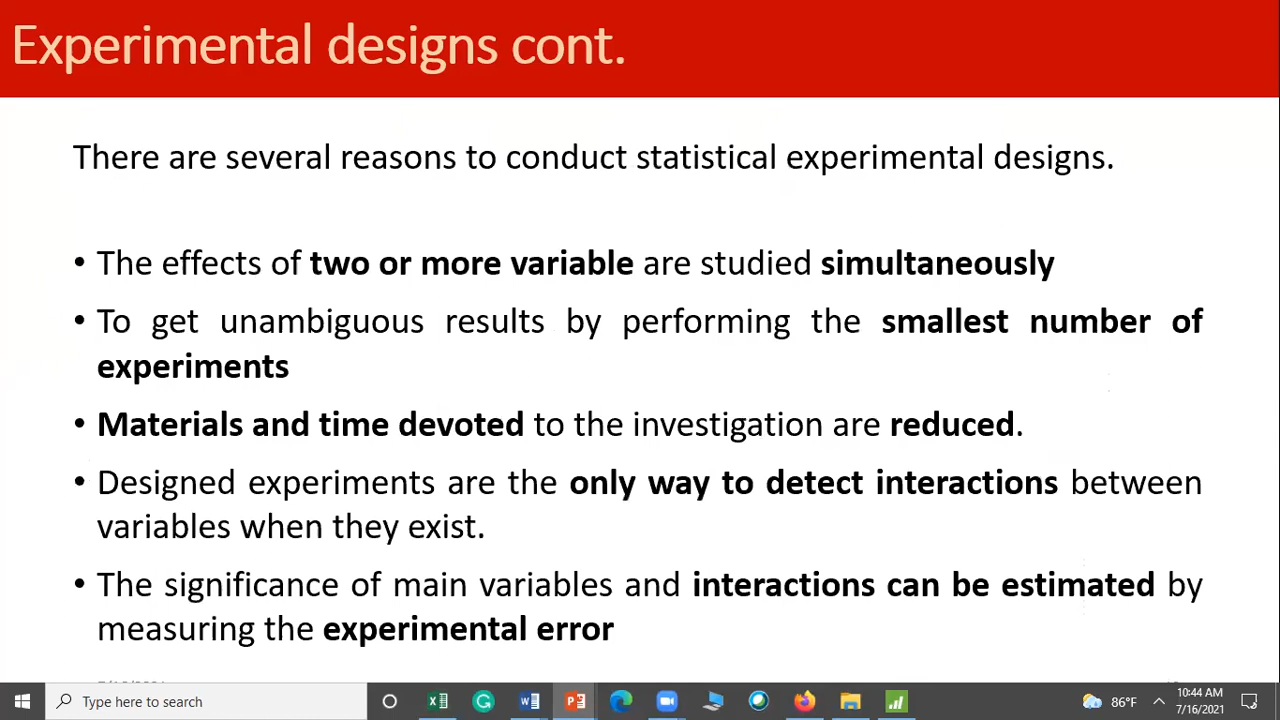 Experimental designs cont.
There are several reasons to conduct statistical experimental designs.
• The effects of two or more variable are studied simultaneously
• To get unambiguous results by performing the smallest number of
experiments
• Materials and time devoted to the investigation are reduced.
• Designed experiments are the only way to detect interactions between
variables when they exist.
• The significance of main variables and interactions can be estimated by
measuring the experimental error
Type here to search
86°F
10:44 AM
7/16/2021